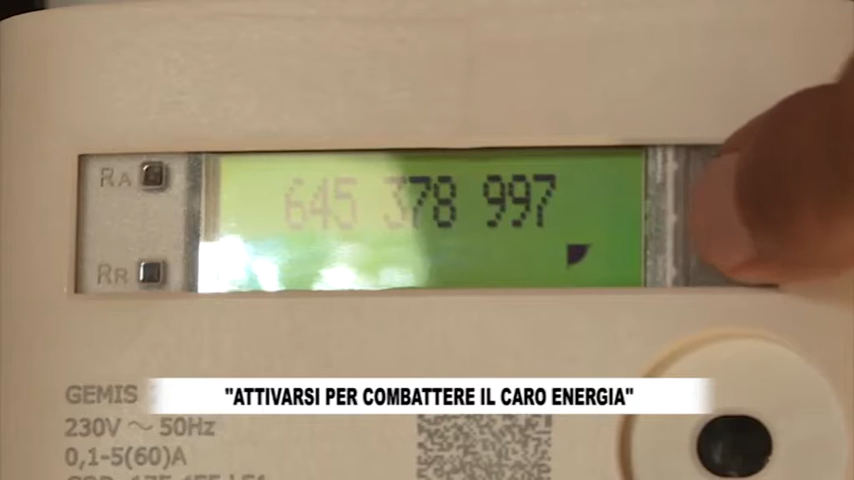 RA
645 378 997
RR
GEMIS
"ATTIVARSI PER COMBATTERE IL CARO ENERGIA"
230V ~ 50Hz
0,1-5(60)A